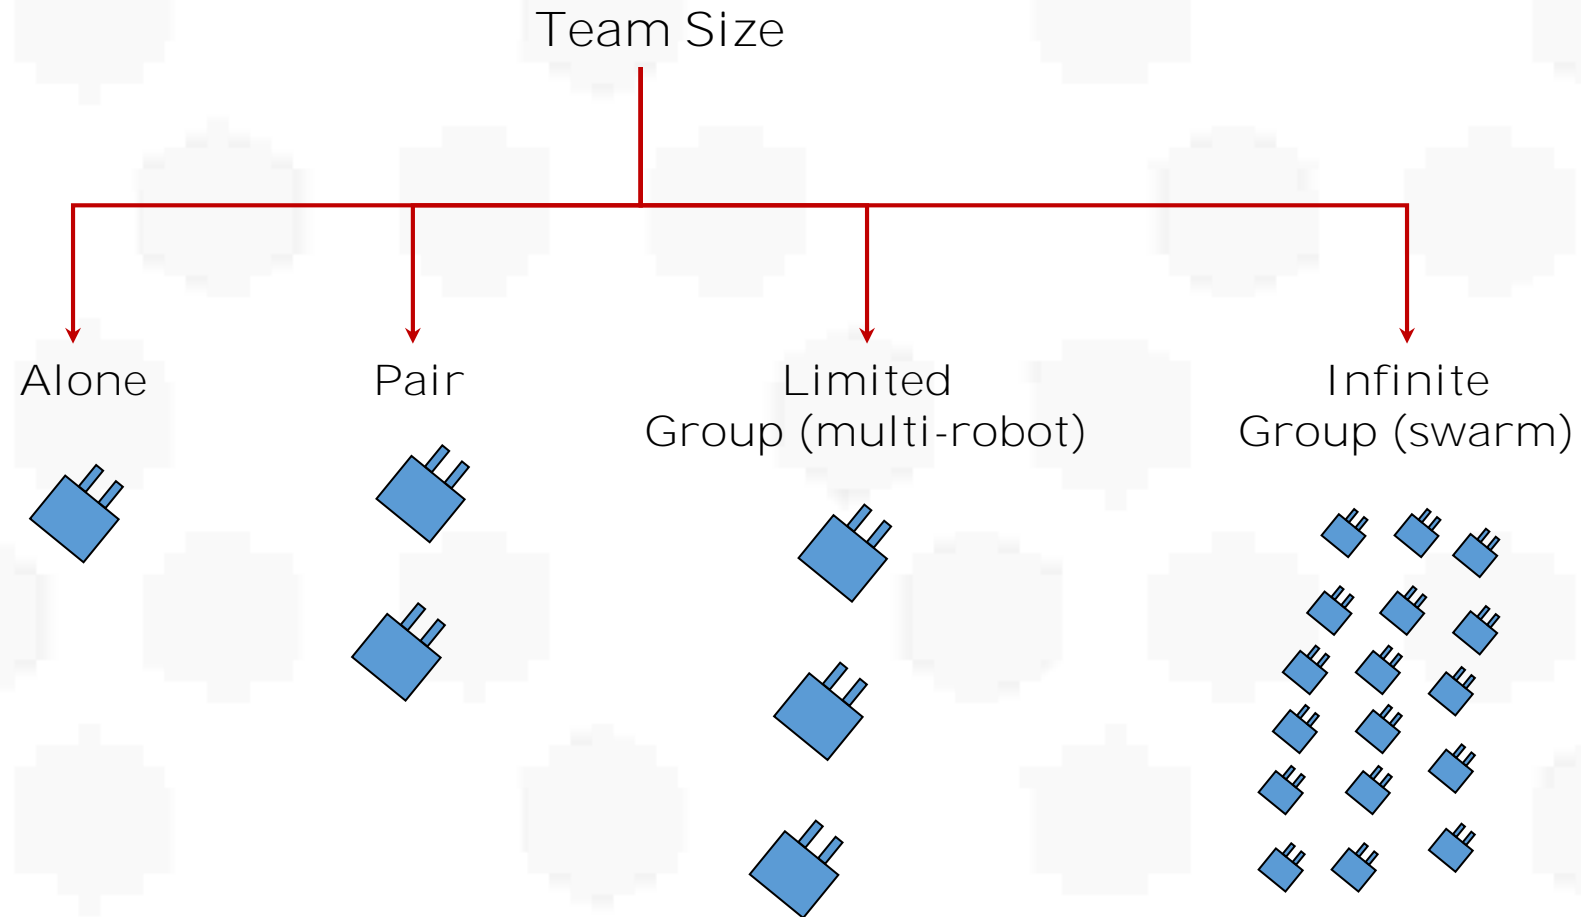 Team Size
Alone
Pair
Limited
Group (multi-robot)
Infinite
Group (swarm)